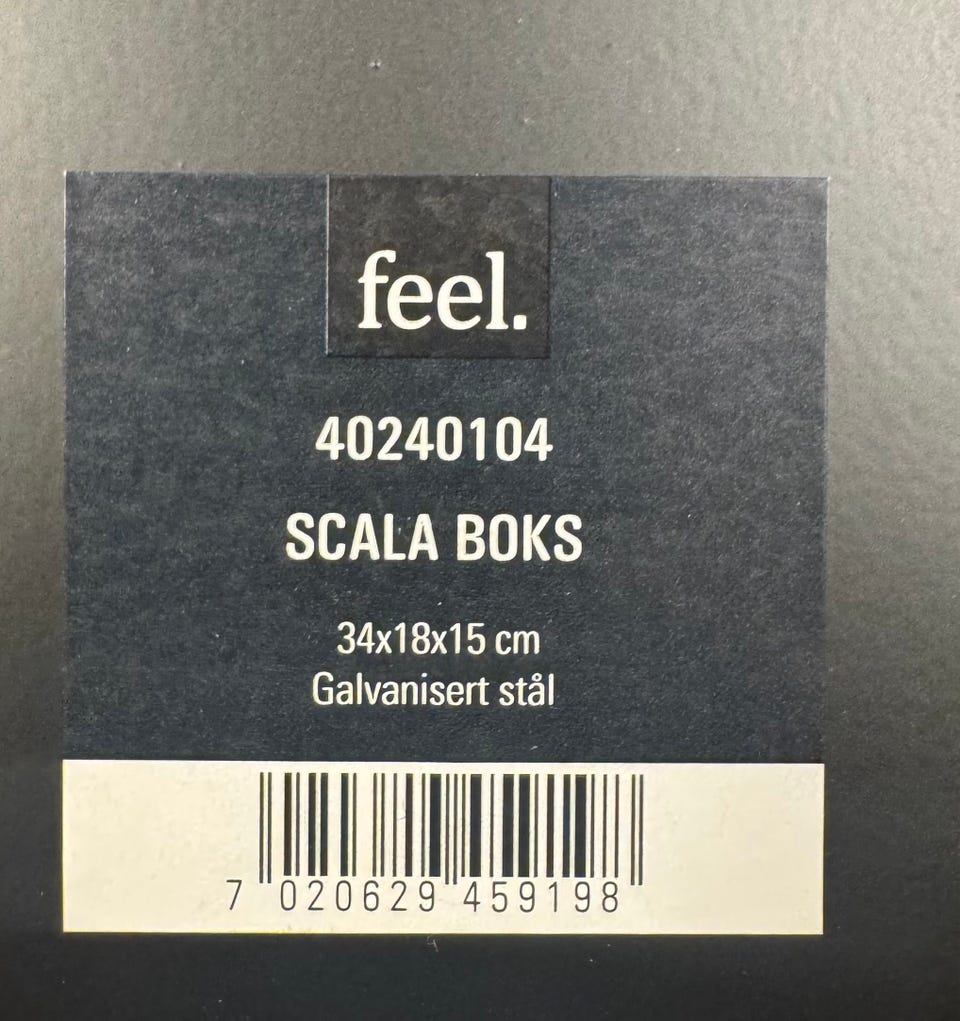 feel.
40240104
SCALA BOKS
34x18x15 cm
Galvanisert stål
7 020629 459198